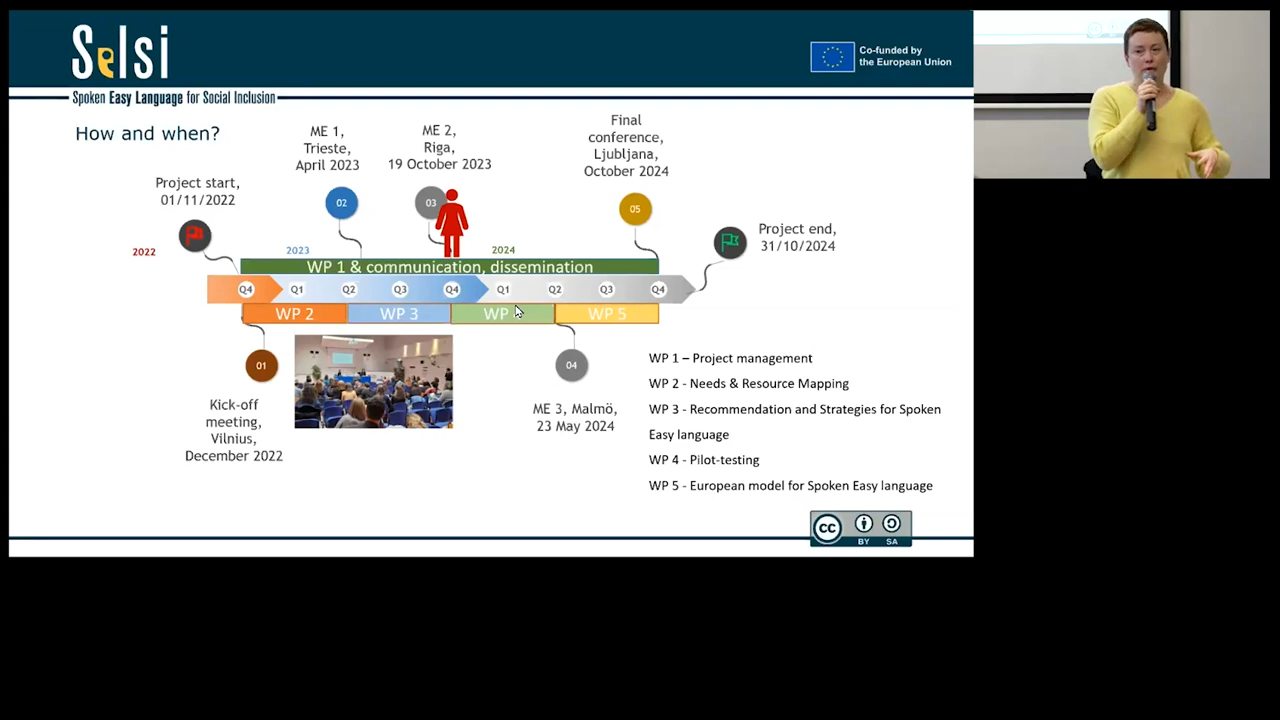 Selsi
Co-funded by
the European Union
Spoken Easy Language for Social Inclusion
How and when?
Project start,
01/11/2022
ME 1,
Trieste,
April 2023
ME 2,
Riga,
19 October 2023
Final
conference,
Ljubljana,
October 2024
Project end,
31/10/2024
02
03
05
2022
2023
2024
WP 1 & communication, dissemination
Q4 Q1 Q2 Q3 Q4 Q1 Q2 Q3 Q4
WP 2 WP 3 WP WP 5
01
04
Kick-off
meeting,
Vilnius,
December 2022
ME 3, Malmö,
23 May 2024
WP 1 – Project management
WP 2 - Needs & Resource Mapping
WP 3 - Recommendation and Strategies for Spoken
Easy language
WP 4 - Pilot-testing
WP 5 - European model for Spoken Easy language
CC BY SA